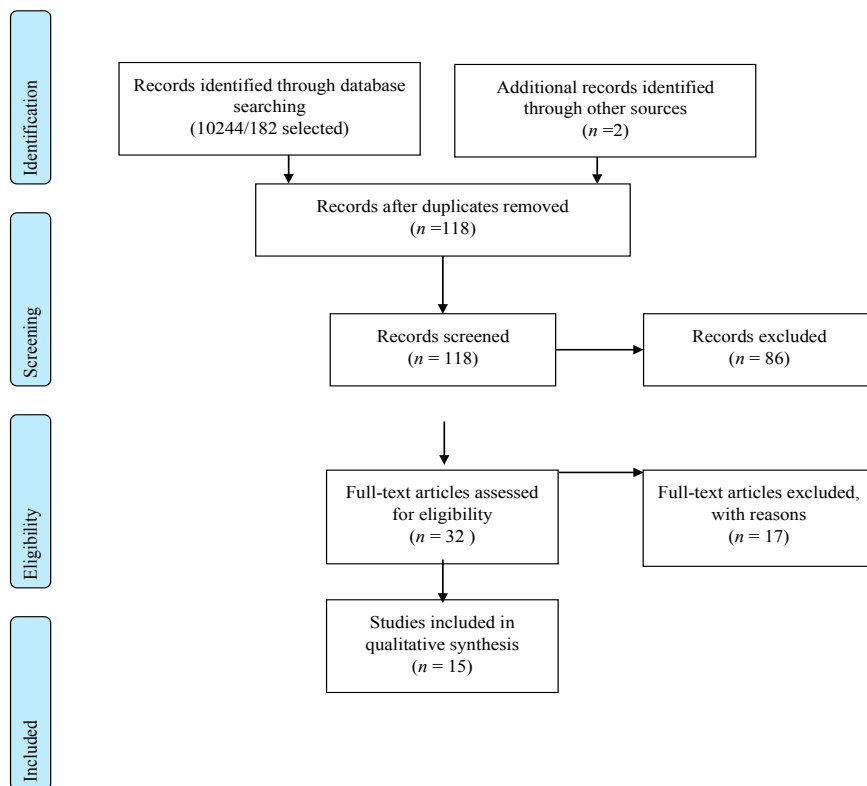 Identification
Records identified through database
searching
(10244/182 selected)
Additional records identified
through other sources
(n =2)
Records after duplicates removed
(n =118)
Screening
Records screened
(n = 118)
Records excluded
(n = 86)
Eligibility
Full-text articles assessed
for eligibility
(n = 32 )
Full-text articles excluded,
with reasons
(n = 17)
Included
Studies included in
qualitative synthesis
(n = 15)